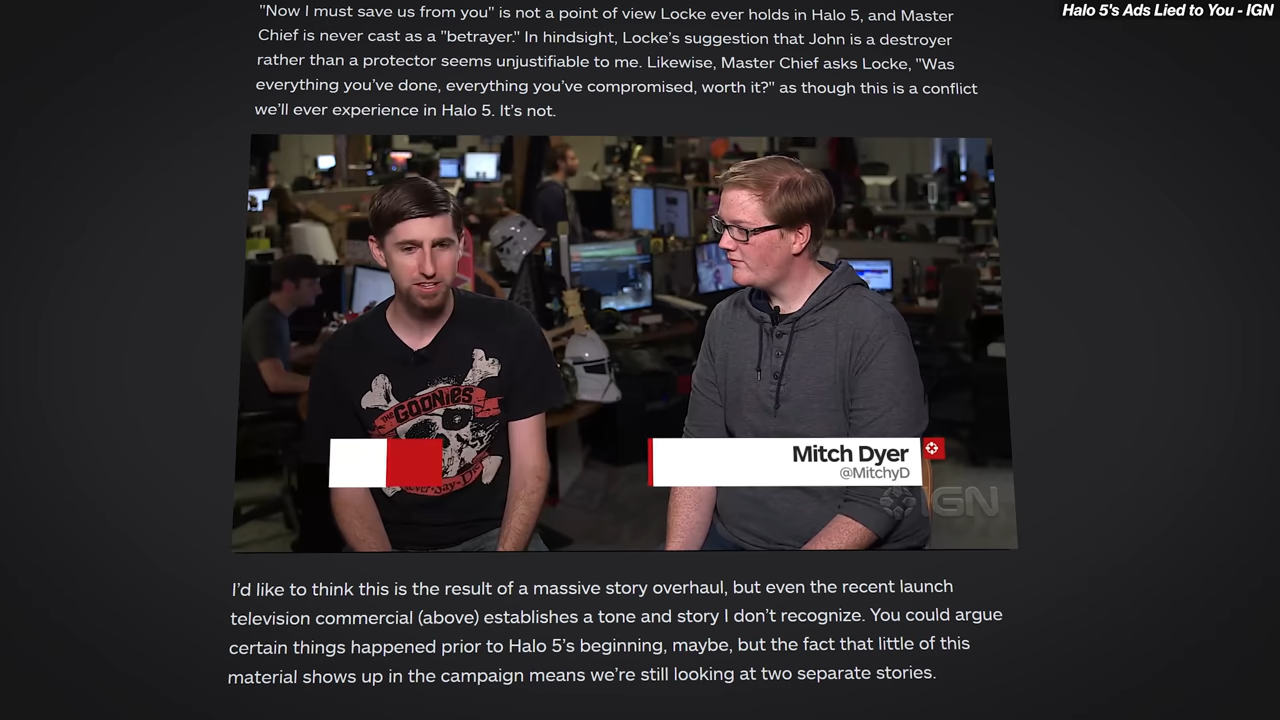 Halo 5's Ads Lied to You - IGN
"Now I must save us from you" is not a point of view Locke ever holds in Halo 5, and Master
Chief is never cast as a "betrayer." In hindsight, Locke's suggestion that John is a destroyer
rather than a protector seems unjustifiable to me. Likewise, Master Chief asks Locke, "Was
everything you've done, everything you've compromised, worth it?" as though this is a conflict
we'll ever experience in Halo 5. It's not.
THE GOONIES
Never-Say-Die
Mitch Dyer
@MitchyD
IGN
I'd like to think this is the result of a massive story overhaul, but even the recent launch
television commercial (above) establishes a tone and story I don't recognize. You could argue
certain things happened prior to Halo 5's beginning, maybe, but the fact that little of this
material shows up in the campaign means we're still looking at two separate stories.